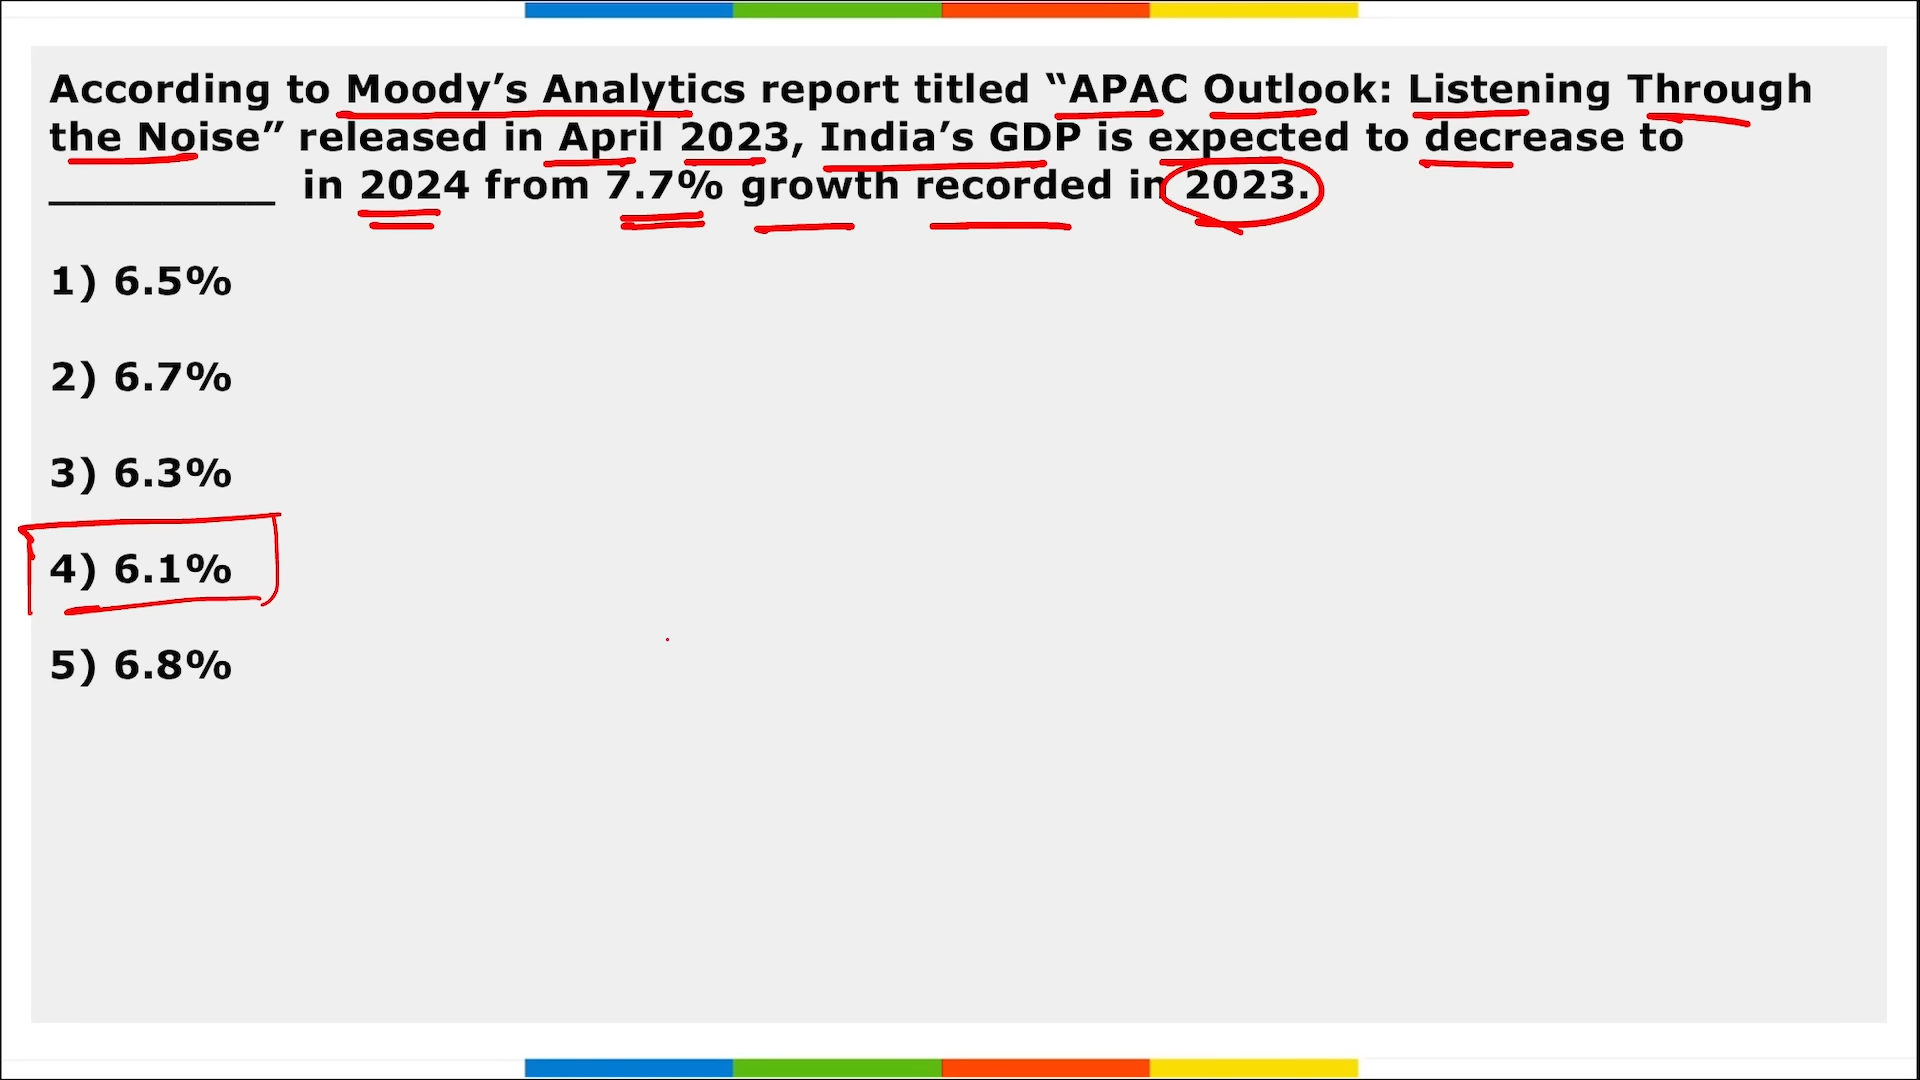 According to Moody’s Analytics report titled “APAC Outlook: Listening Through
the Noise” released in April 2023, India’s GDP is expected to decrease to
___________ in 2024 from 7.7% growth recorded in 2023.
1) 6.5%
2) 6.7%
3) 6.3%
4) 6.1%
5) 6.8%